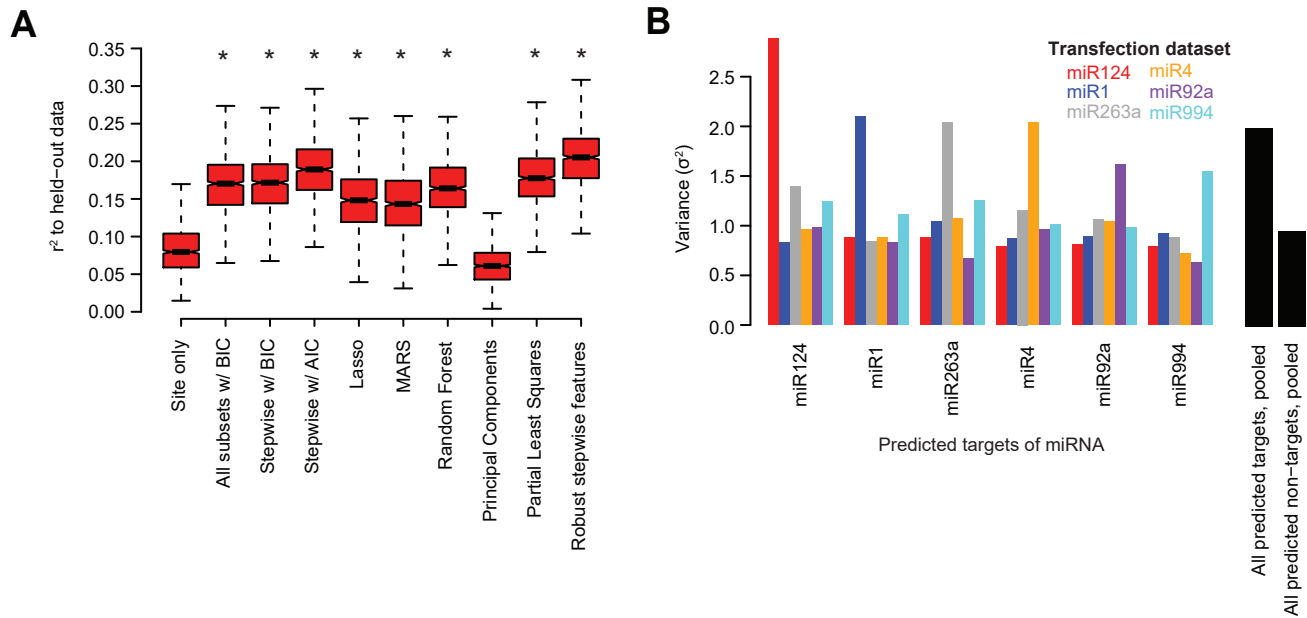 A
r² to held−out data
0.35
0.30
0.25
0.20
0.15
0.10
0.05
0.00
* * * * * * * *
Site only
All subsets w/ BIC
Stepwise w/ BIC
Stepwise w/ AIC
Lasso
MARS
Random Forest
Principal Components
Partial Least Squares
Robust stepwise features
B
Transfection dataset
miR124 miR4
miR1 miR92a
miR263a miR994
Variance (σ²)
2.5
2.0
1.5
1.0
0.5
0.0
miR124
miR1
miR263a
miR4
miR92a
miR994
Predicted targets of miRNA
All predicted targets, pooled
All predicted non−targets, pooled